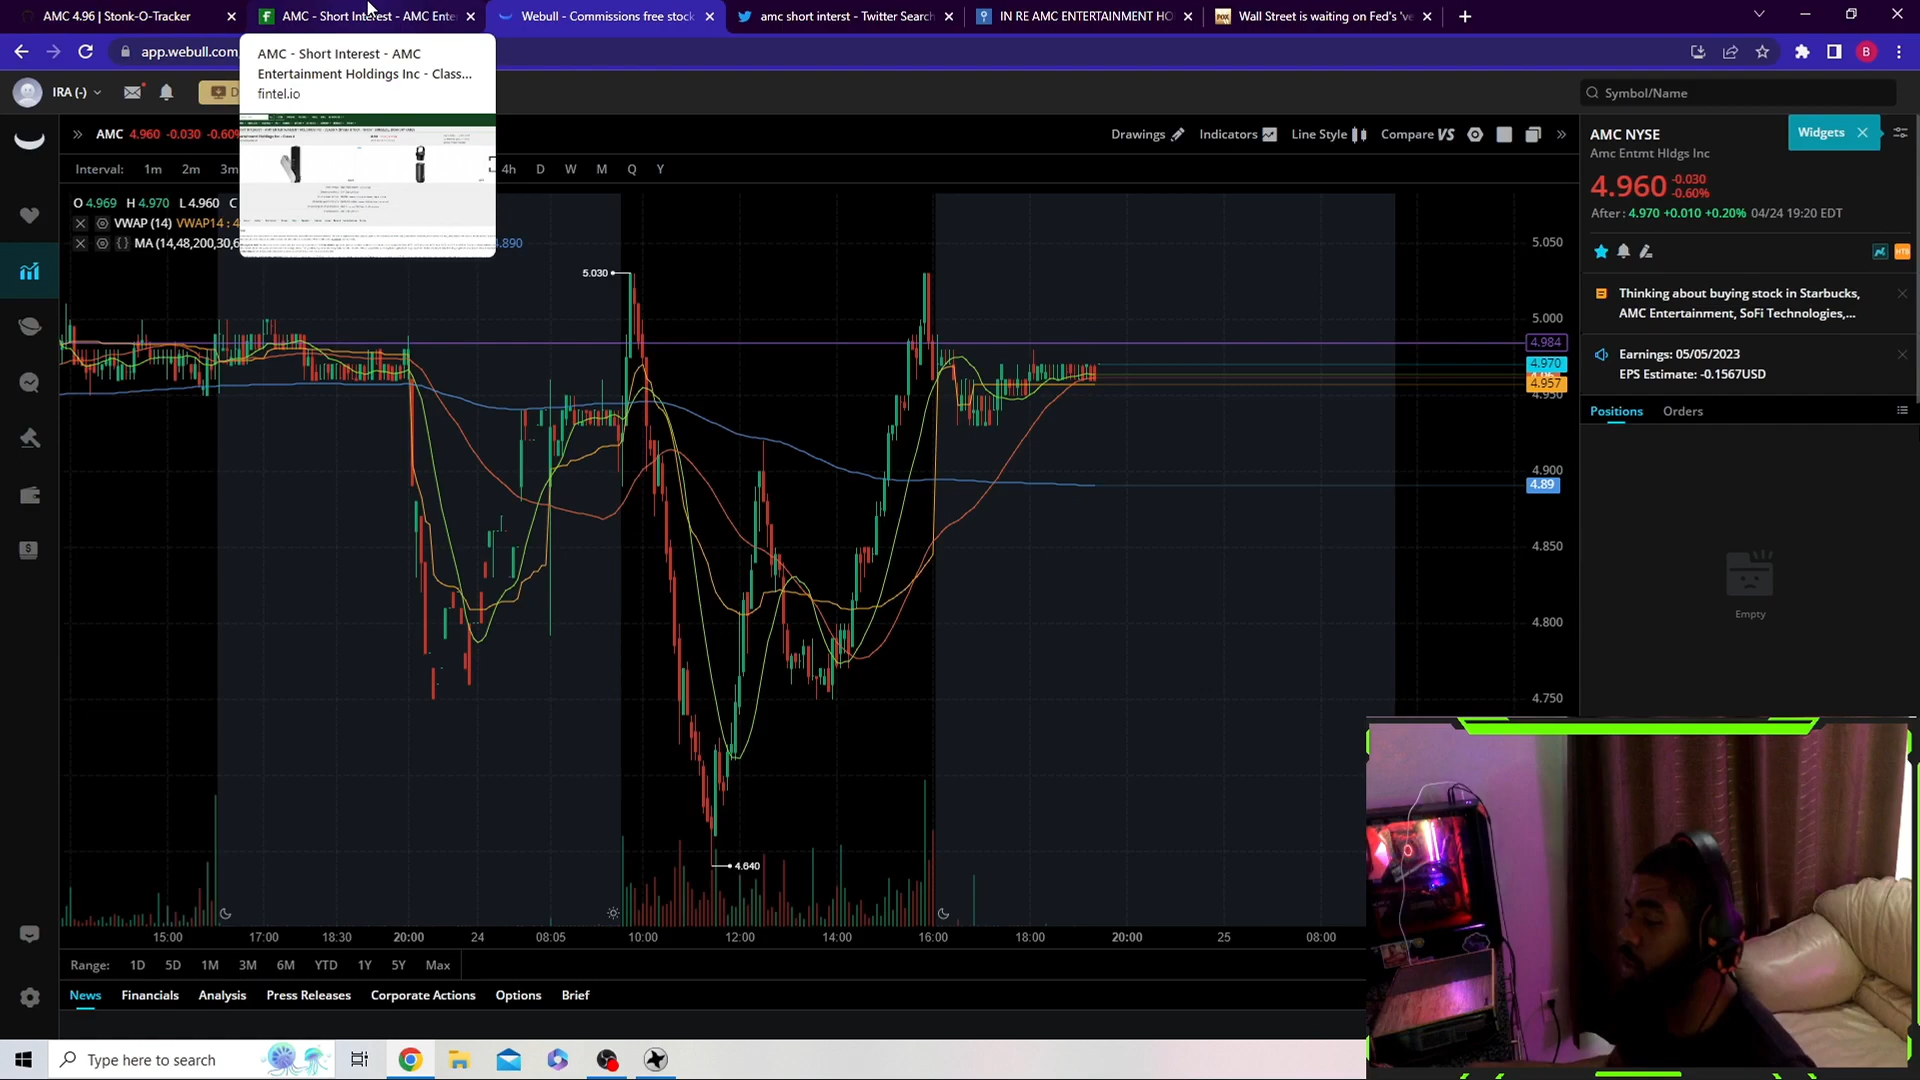 AMC 4.96 | Stonk-O-Tracker
AMC - Short Interest - AMC Enter
Webull - Commissions free stock
amc short interst - Twitter Search
IN RE AMC ENTERTAINMENT HO
Wall Street is waiting on Fed's 've
app.webull.com
B
AMC - Short Interest - AMC
Entertainment Holdings Inc - Class...
fintel.io
IRA (-)
D
Symbol/Name
AMC 4.960 -0.030 -0.60%
Drawings
Indicators
Line Style
Compare VS
Interval: 1m 2m 3m
4h D W M Q Y
O 4.969 H 4.970 L 4.960 C
VWAP (14) VWAP14 : 4
MA (14,48,200,30,6
4.890
AMC NYSE
Widgets
Amc Entmt Hldgs Inc
4.960 -0.030
-0.60%
After: 4.970 +0.010 +0.20% 04/24 19:20 EDT
Thinking about buying stock in Starbucks,
AMC Entertainment, SoFi Technologies,...
Earnings: 05/05/2023
EPS Estimate: -0.1567USD
Positions Orders
Empty
5.030
4.640
5.050
5.000
4.984
4.970
4.957
4.950
4.900
4.89
4.850
4.800
4.750
15:00 17:00 18:30 20:00 24 08:05 10:00 12:00 14:00 16:00 18:00 20:00 25 08:00
Range: 1D 5D 1M 3M 6M YTD 1Y 5Y Max
News Financials Analysis Press Releases Corporate Actions Options Brief
Type here to search